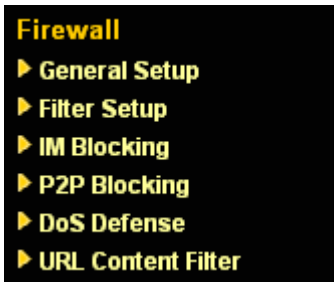 Firewall
General Setup
Filter Setup
IM Blocking
P2P Blocking
DoS Defense
URL Content Filter